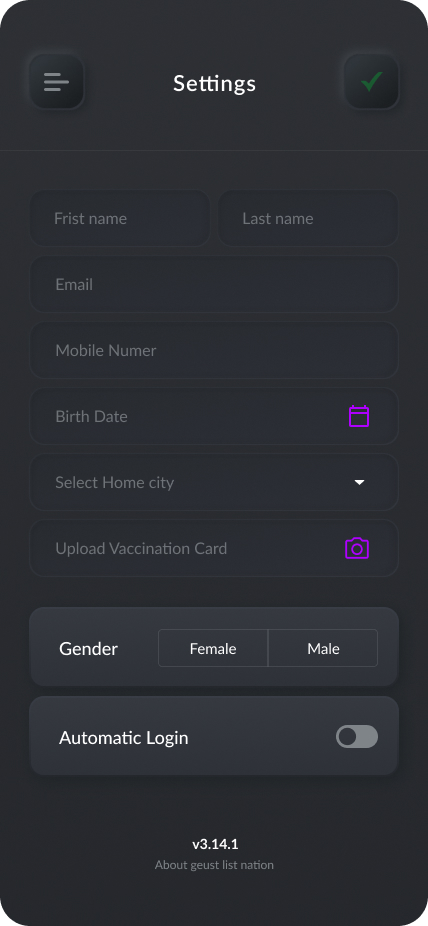 Settings
Frist name Last name
Email
Mobile Numer
Birth Date
Select Home city
Upload Vaccination Card
Gender Female Male
Automatic Login
v3.14.1
About geust list nation